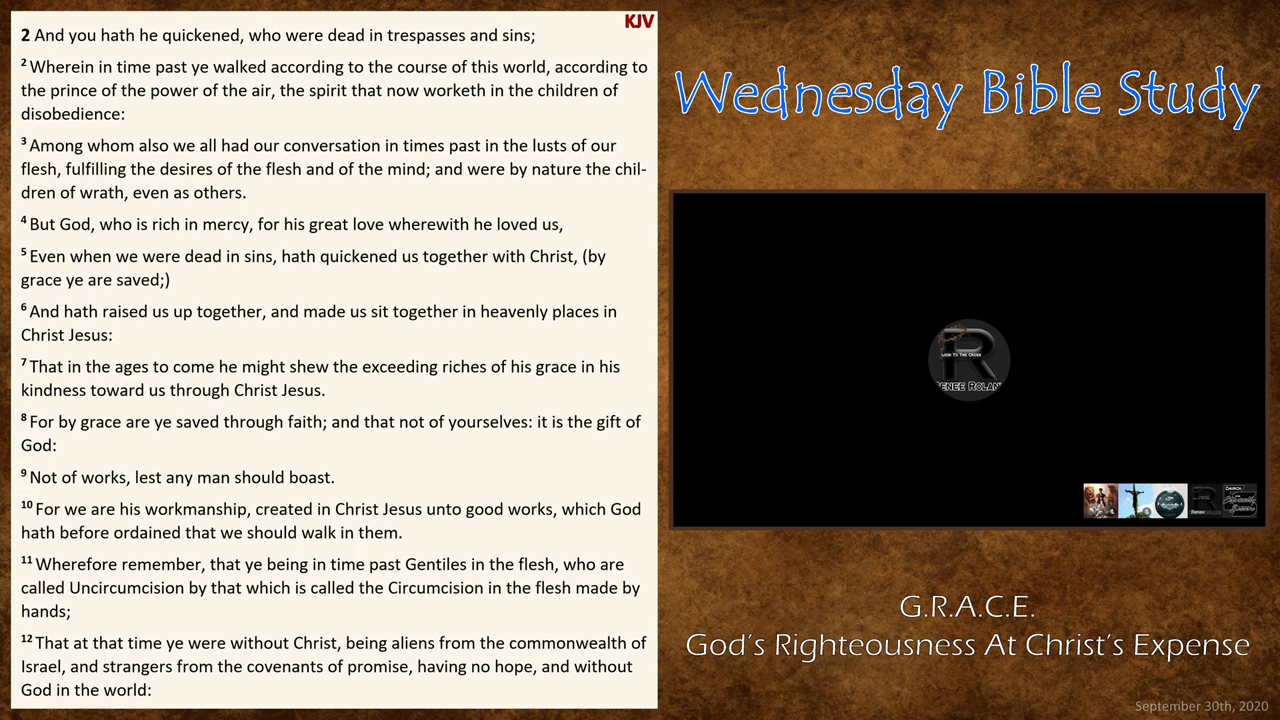 KJV
2 And you hath he quickened, who were dead in trespasses and sins;
2 Wherein in time past ye walked according to the course of this world, according to
the prince of the power of the air, the spirit that now worketh in the children of
disobedience:
3 Among whom also we all had our conversation in times past in the lusts of our
flesh, fulfilling the desires of the flesh and of the mind; and were by nature the chil-
dren of wrath, even as others.
4 But God, who is rich in mercy, for his great love wherewith he loved us,
5 Even when we were dead in sins, hath quickened us together with Christ, (by
grace ye are saved;)
6 And hath raised us up together, and made us sit together in heavenly places in
Christ Jesus:
7 That in the ages to come he might shew the exceeding riches of his grace in his
kindness toward us through Christ Jesus.
8 For by grace are ye saved through faith; and that not of yourselves: it is the gift of
God:
9 Not of works, lest any man should boast.
10 For we are his workmanship, created in Christ Jesus unto good works, which God
hath before ordained that we should walk in them.
11 Wherefore remember, that ye being in time past Gentiles in the flesh, who are
called Uncircumcision by that which is called the Circumcision in the flesh made by
hands;
12 That at that time ye were without Christ, being aliens from the commonwealth of
Israel, and strangers from the covenants of promise, having no hope, and without
God in the world:
Wednesday Bible Study
R
LOOK TO THE CROSS
RENEE ROLAN
Renee
CHURCH
G.R.A.C.E.
God's Righteousness At Christ's Expense
September 30th, 2020